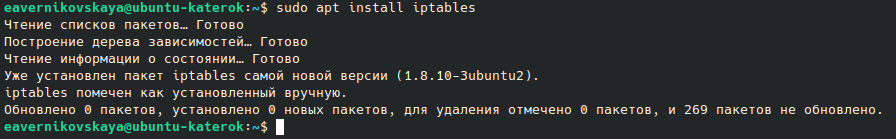 eavernikovskaya@ubuntu-katerok:~$ sudo apt install iptables
Чтение списков пакетов… Готово
Построение дерева зависимостей… Готово
Чтение информации о состоянии… Готово
Уже установлен пакет iptables самой новой версии (1.8.10-3ubuntu2).
iptables помечен как установленный вручную.
Обновлено 0 пакетов, установлено 0 новых пакетов, для удаления отмечено 0 пакетов, и 269 пакетов не обновлено.
eavernikovskaya@ubuntu-katerok:~$